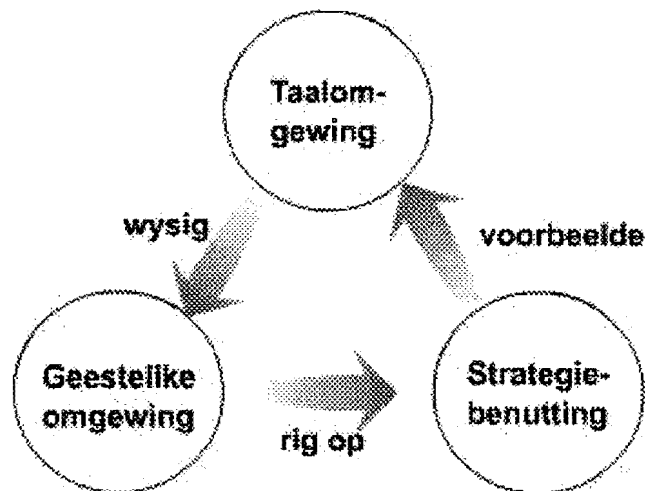 Taalom-
gewing
wysig
voorbeelde
Geestelike
omgewing
rig op
Strategie-
benutting